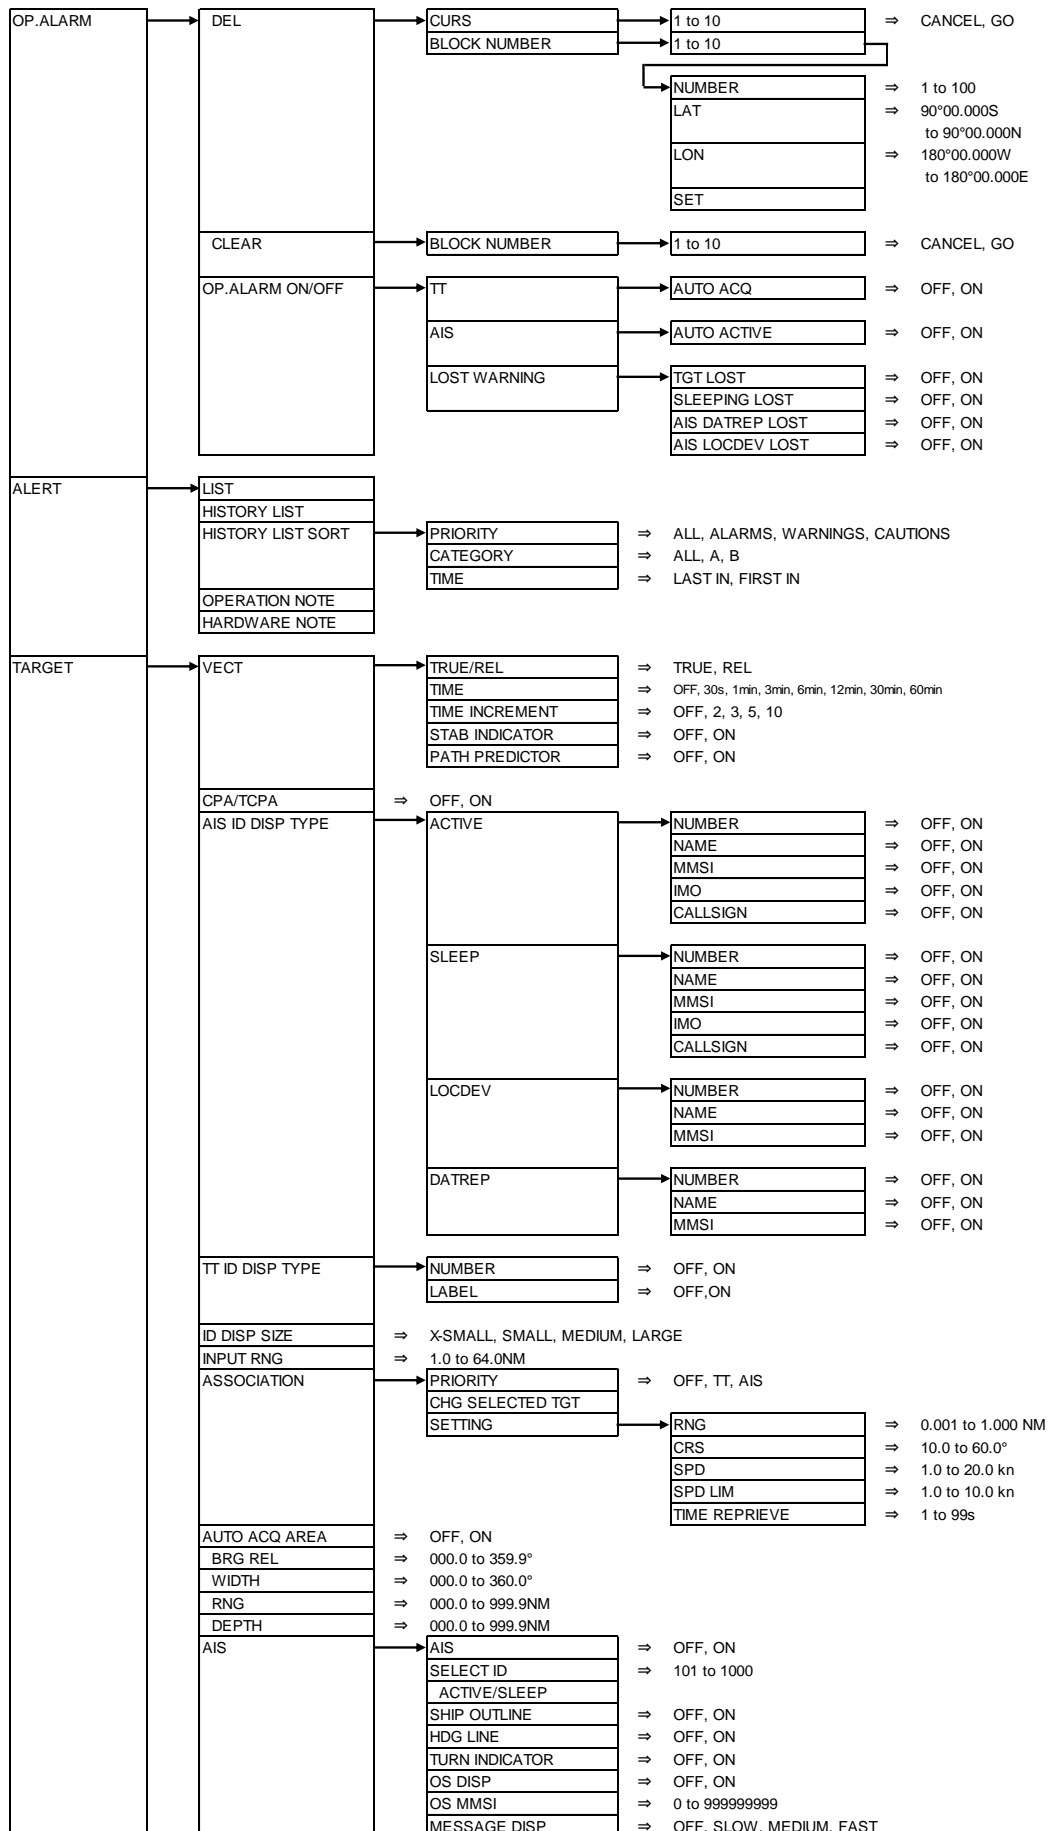 OP.ALARM DEL CURS 1 to 10 ⇒ CANCEL, GO
BLOCK NUMBER 1 to 10
NUMBER ⇒ 1 to 100
LAT ⇒ 90°00.000S
to 90°00.000N
LON ⇒ 180°00.000W
to 180°00.000E
SET
CLEAR BLOCK NUMBER 1 to 10 ⇒ CANCEL, GO
OP.ALARM ON/OFF TT AUTO ACQ ⇒ OFF, ON
AIS AUTO ACTIVE ⇒ OFF, ON
LOST WARNING TGT LOST ⇒ OFF, ON
SLEEPING LOST ⇒ OFF, ON
AIS DATREP LOST ⇒ OFF, ON
AIS LOCDEV LOST ⇒ OFF, ON
ALERT LIST
HISTORY LIST
HISTORY LIST SORT PRIORITY ⇒ ALL, ALARMS, WARNINGS, CAUTIONS
CATEGORY ⇒ ALL, A, B
TIME ⇒ LAST IN, FIRST IN
OPERATION NOTE
HARDWARE NOTE
TARGET VECT TRUE/REL ⇒ TRUE, REL
TIME ⇒ OFF, 30s, 1min, 3min, 6min, 12min, 30min, 60min
TIME INCREMENT ⇒ OFF, 2, 3, 5, 10
STAB INDICATOR ⇒ OFF, ON
PATH PREDICTOR ⇒ OFF, ON
CPA/TCPA ⇒ OFF, ON
AIS ID DISP TYPE ACTIVE NUMBER ⇒ OFF, ON
NAME ⇒ OFF, ON
MMSI ⇒ OFF, ON
IMO ⇒ OFF, ON
CALLSIGN ⇒ OFF, ON
SLEEP NUMBER ⇒ OFF, ON
NAME ⇒ OFF, ON
MMSI ⇒ OFF, ON
IMO ⇒ OFF, ON
CALLSIGN ⇒ OFF, ON
LOCDEV NUMBER ⇒ OFF, ON
NAME ⇒ OFF, ON
MMSI ⇒ OFF, ON
DATREP NUMBER ⇒ OFF, ON
NAME ⇒ OFF, ON
MMSI ⇒ OFF, ON
TT ID DISP TYPE NUMBER ⇒ OFF, ON
LABEL ⇒ OFF,ON
ID DISP SIZE ⇒ X-SMALL, SMALL, MEDIUM, LARGE
INPUT RNG ⇒ 1.0 to 64.0NM
ASSOCIATION PRIORITY ⇒ OFF, TT, AIS
CHG SELECTED TGT
SETTING RNG ⇒ 0.001 to 1.000 NM
CRS ⇒ 10.0 to 60.0°
SPD ⇒ 1.0 to 20.0 kn
SPD LIM ⇒ 1.0 to 10.0 kn
TIME REPRIEVE ⇒ 1 to 99s
AUTO ACQ AREA ⇒ OFF, ON
BRG REL ⇒ 000.0 to 359.9°
WIDTH ⇒ 000.0 to 360.0°
RNG ⇒ 000.0 to 999.9NM
DEPTH ⇒ 000.0 to 999.9NM
AIS AIS ⇒ OFF, ON
SELECT ID ⇒ 101 to 1000
ACTIVE/SLEEP
SHIP OUTLINE ⇒ OFF, ON
HDG LINE ⇒ OFF, ON
TURN INDICATOR ⇒ OFF, ON
OS DISP ⇒ OFF, ON
OS MMSI ⇒ 0 to 999999999
MESSAGE DISP ⇒ OFF, SLOW, MEDIUM, FAST